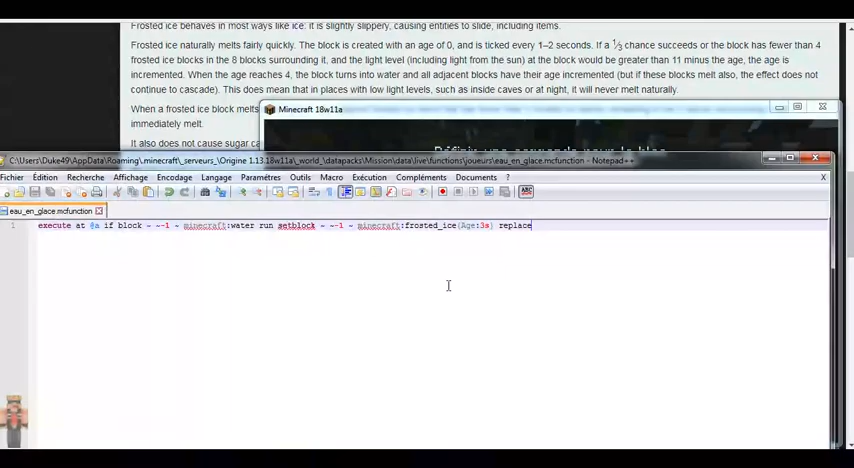 Frosted ice behaves in most ways like ice: it is slightly slippery, causing entities to slide, including items.
Frosted ice naturally melts fairly quickly. The block is created with an age of 0, and is ticked every 1–2 seconds. If a 1⁄3 chance succeeds or the block has fewer than 4
frosted ice blocks in the 8 blocks surrounding it, and the light level (including light from the sun) at the block would be greater than 11 minus the age, the age is
incremented. When the age reaches 4, the block turns into water and all adjacent blocks have their age incremented (but if these blocks melt also, the effect does not
continue to cascade). This does mean that in places with low light levels, such as inside caves or at night, it will never melt naturally.
When a frosted ice block melts
immediately melt.
It also does not cause sugar ca
Minecraft 18w11a
Définir une commande pour le bloc
C:\Users\Duke49\AppData\Roaming\.minecraft\_serveurs_\Origine 1.13.18w11a\_world_\datapacks\Mission\data\live\functions\joueurs\eau_en_glace.mcfunction - Notepad++
Fichier Édition Recherche Affichage Encodage Langage Paramètres Outils Macro Exécution Compléments Documents ? X
eau_en_glace.mcfunction
1 execute at @a if block ~ ~-1 ~ minecraft:water run setblock ~ ~-1 ~ minecraft:frosted_ice{Age:3s} replace